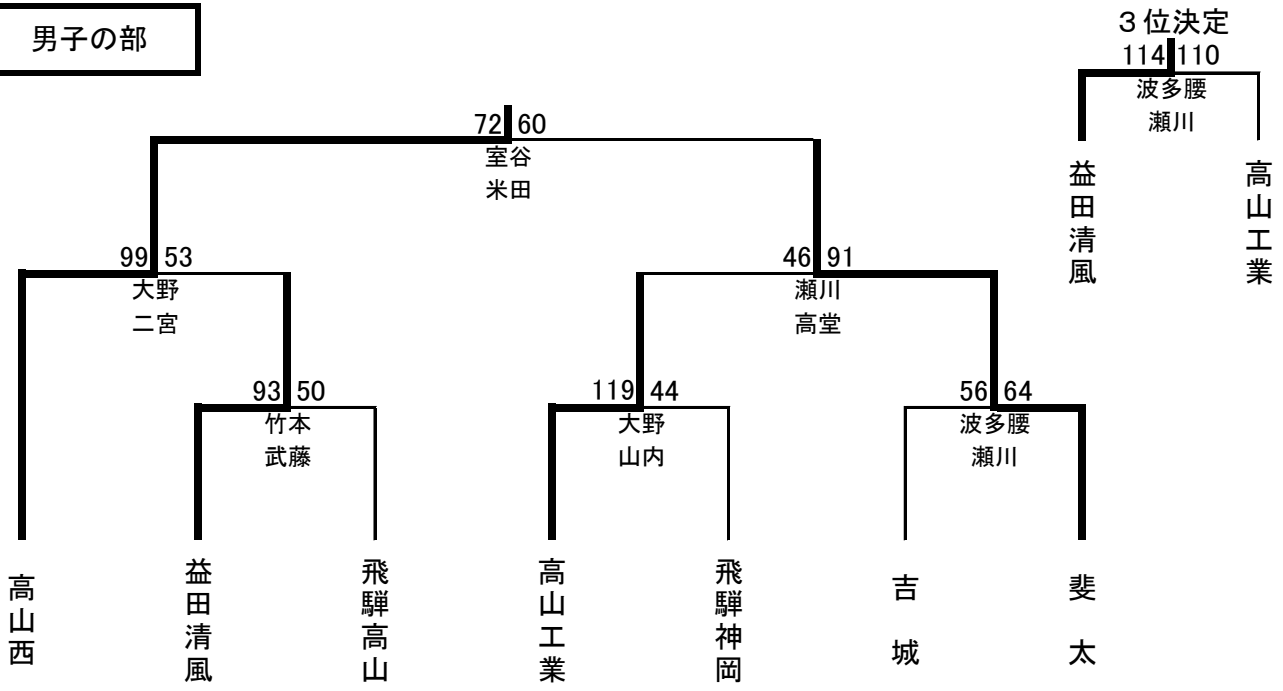 男子の部
３位決定
114 110
波多腰
瀬川
益田清風
高山工業
72 60
室谷
米田
99 53
大野
二宮
46 91
瀬川
高堂
93 50
竹本
武藤
119 44
大野
山内
56 64
波多腰
瀬川
高山西
益田清風
飛騨高山
高山工業
飛騨神岡
吉城
斐太